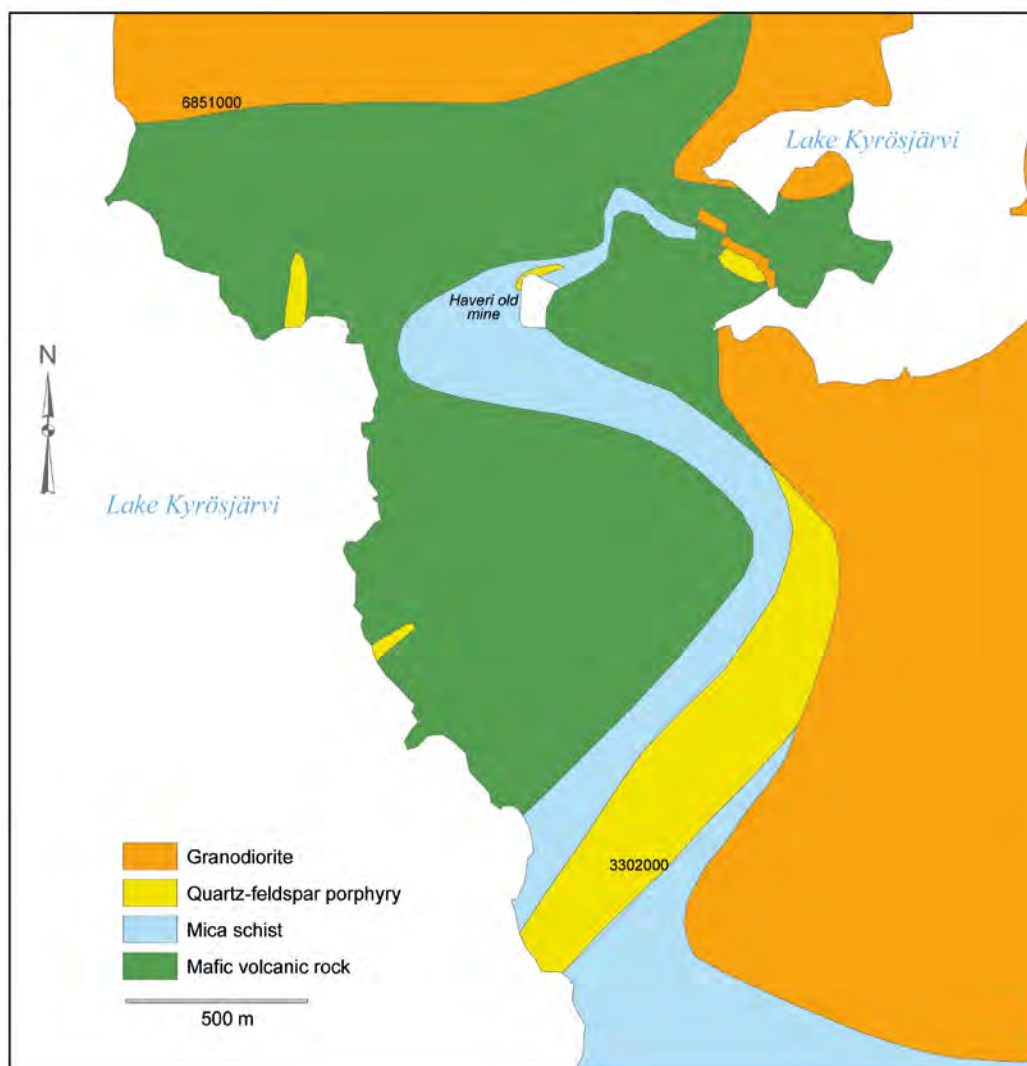 6851000
Lake Kyrösjärvi
Haveri old
mine
N
Lake Kyrösjärvi
3302000
Granodiorite
Quartz-feldspar porphyry
Mica schist
Mafic volcanic rock
500 m